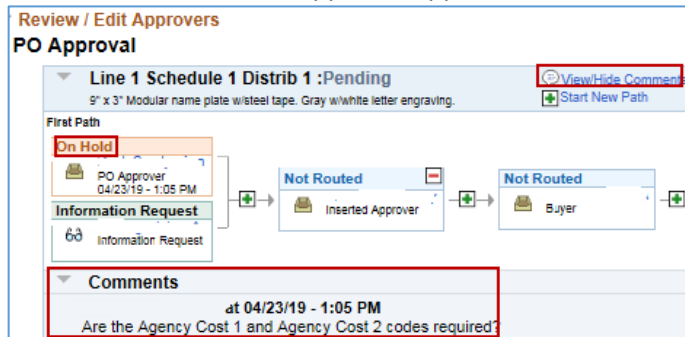 Review / Edit Approvers
PO Approval
Line 1 Schedule 1 Distrib 1 :Pending
View/Hide Comments
9" x 3" Modular name plate w/steel tape. Gray w/white letter engraving.
Start New Path
First Path
On Hold
PO Approver
04/23/19 - 1:05 PM
Not Routed
Inserted Approver
Not Routed
Buyer
Information Request
Information Request
Comments
at 04/23/19 - 1:05 PM
Are the Agency Cost 1 and Agency Cost 2 codes required?